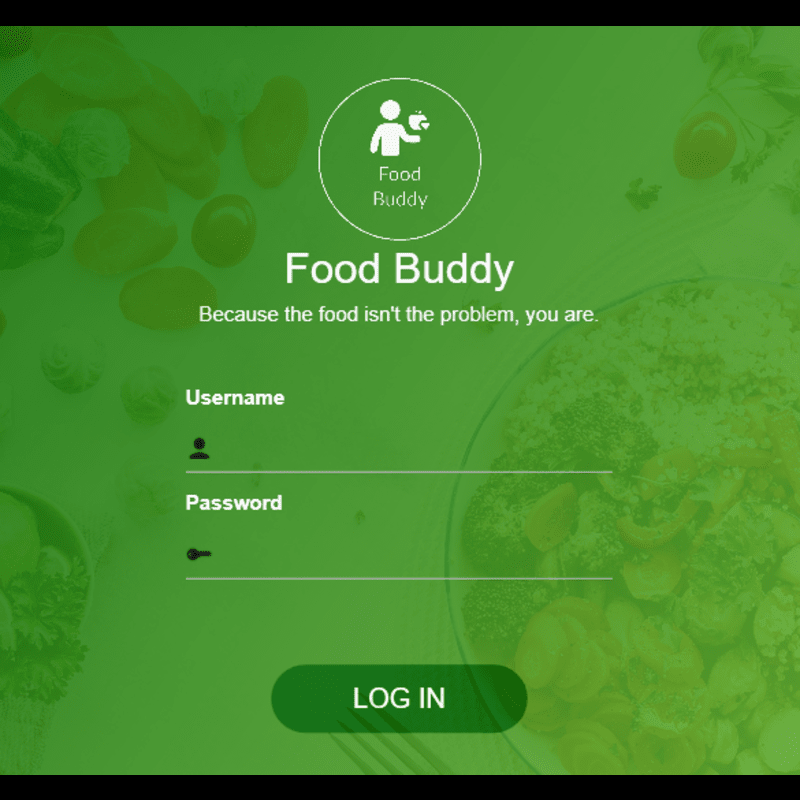 Food
Buddy
Food Buddy
Because the food isn't the problem, you are.
Username
Password
LOG IN